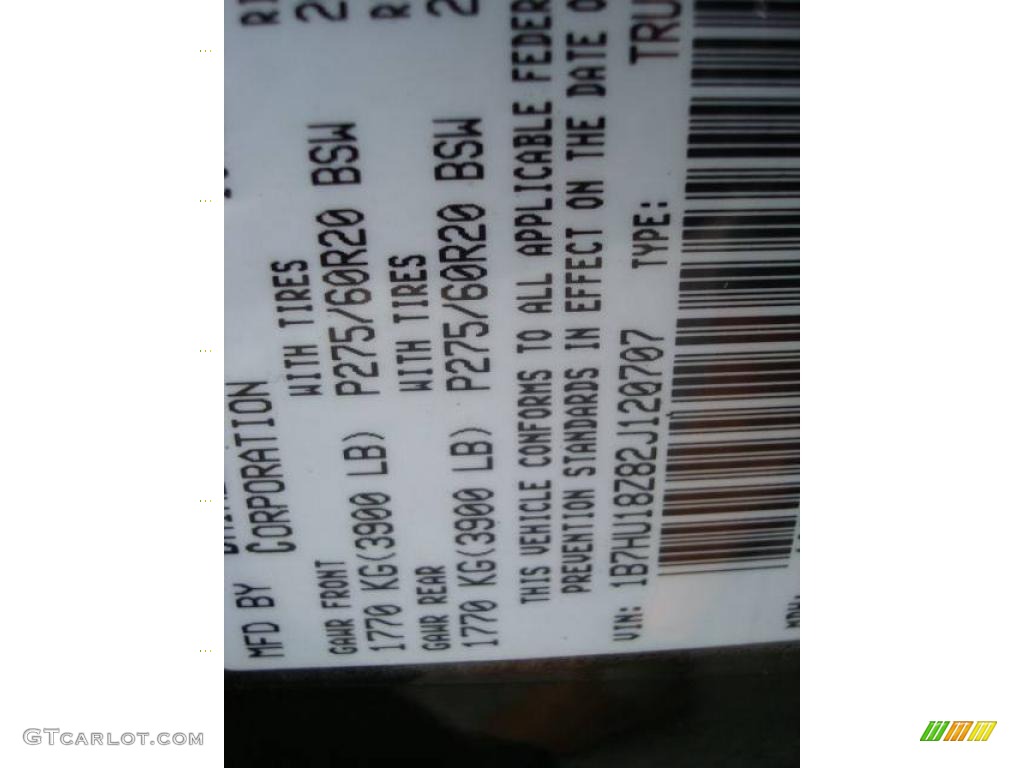 MFD BY
CORPORATION
GAWR FRONT WITH TIRES
1770 KG(3900 LB) P275/60R20 BSW 2
GAWR REAR WITH TIRES R
1770 KG(3900 LB) P275/60R20 BSW 2
THIS VEHICLE CONFORMS TO ALL APPLICABLE FEDER
PREVENTION STANDARDS IN EFFECT ON THE DATE O
VIN: 1B7HU18Z82J120707 TYPE: TRU
GTCARLOT.COM